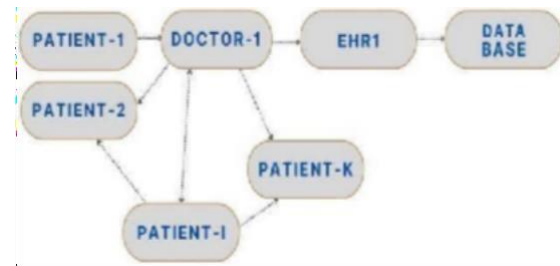 PATIENT-1
DOCTOR-1
EHR1
DATA
BASE
PATIENT-2
PATIENT-K
PATIENT-I